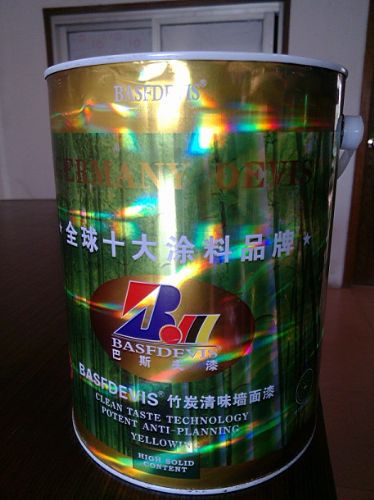 BASFDEVIS®
GERMANY DEVIS
★全球十大涂料品牌★
BASFDEVIS
巴斯夫漆
BASFDEVIS®竹炭清味墙面漆
CLEAN TASTE TECHNOLOGY
POTENT ANTI-PLANNING
YELLOWING
HIGH SOLID
CONTENT